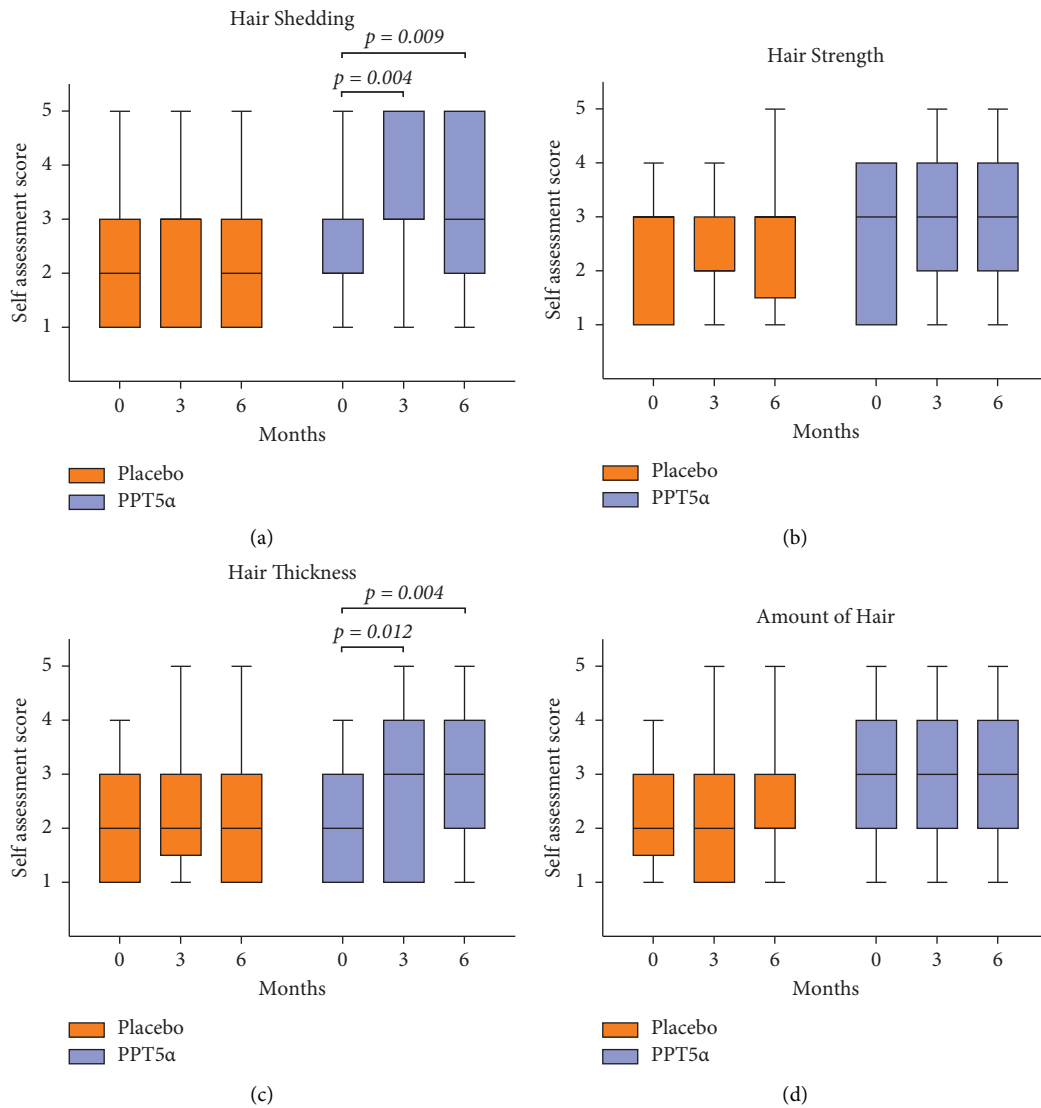 Hair Shedding
p = 0.009
p = 0.004
5
4
3
2
1
Self assessment score
0 3 6 0 3 6
Months
Placebo
PPT5α
(a)
Hair Strength
5
4
3
2
1
Self assessment score
0 3 6 0 3 6
Months
Placebo
PPT5α
(b)
Hair Thickness
p = 0.004
p = 0.012
5
4
3
2
1
Self assessment score
0 3 6 0 3 6
Months
Placebo
PPT5α
(c)
Amount of Hair
5
4
3
2
1
Self assessment score
0 3 6 0 3 6
Months
Placebo
PPT5α
(d)